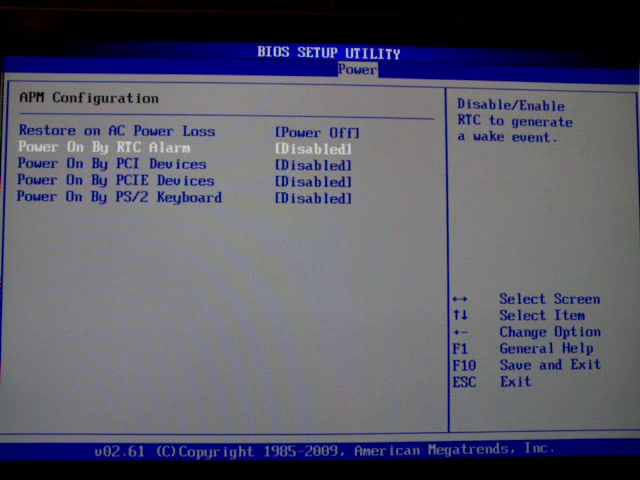 BIOS SETUP UTILITY
Power
APM Configuration
Restore on AC Power Loss [Power Off]
Power On By RTC Alarm [Disabled]
Power On By PCI Devices [Disabled]
Power On By PCIE Devices [Disabled]
Power On By PS/2 Keyboard [Disabled]
Disable/Enable
RTC to generate
a wake event.
↔ Select Screen
↑↓ Select Item
+- Change Option
F1 General Help
F10 Save and Exit
ESC Exit
v02.61 (C)Copyright 1985-2009, American Megatrends, Inc.